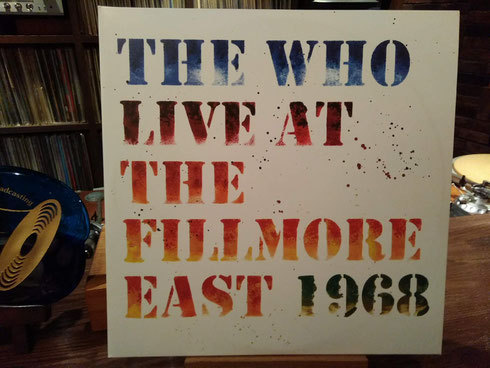 THE WHO
LIVE AT
THE
FILLMORE
EAST 1968